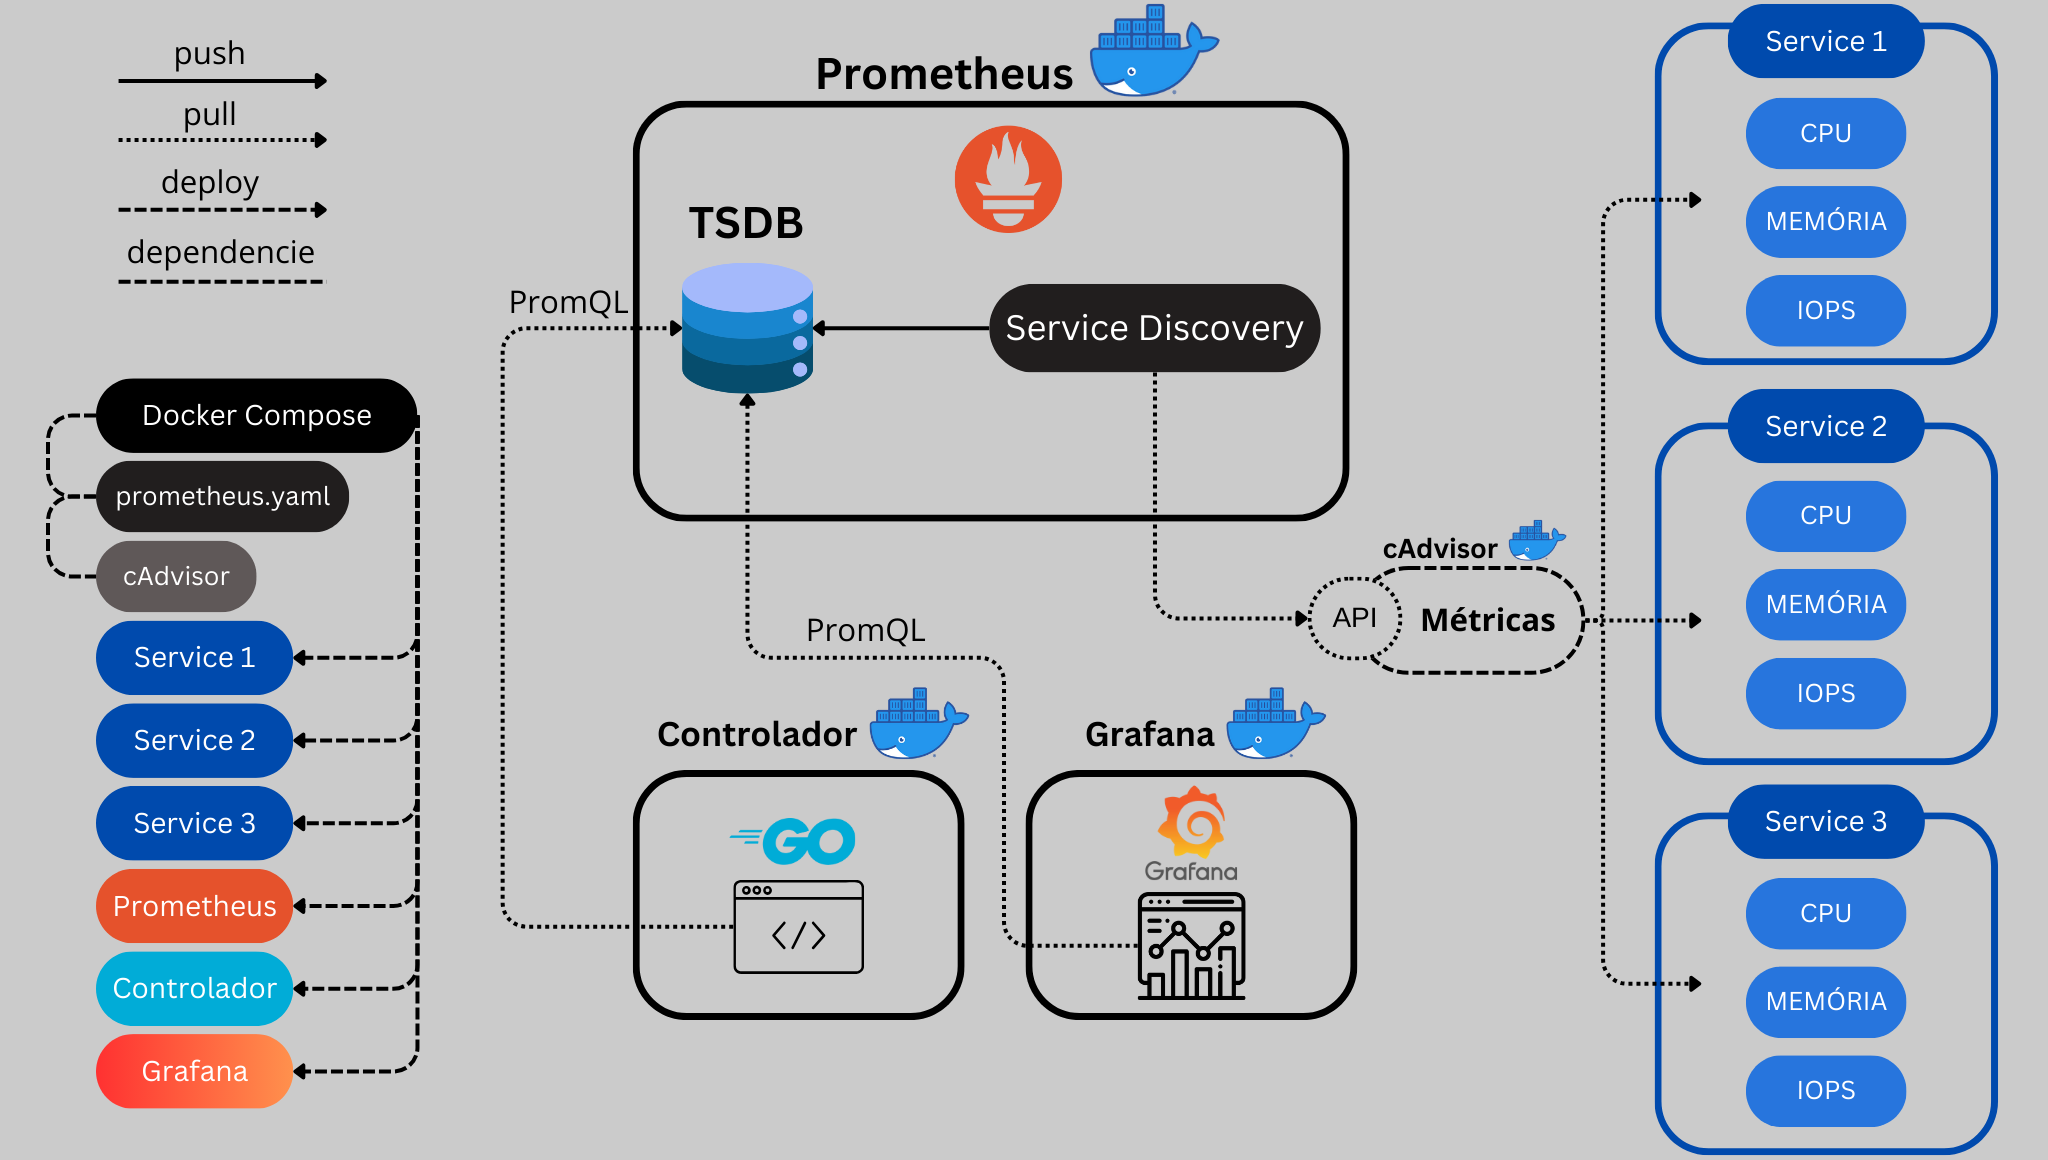 push
pull
deploy
dependencie
Docker Compose
prometheus.yaml
cAdvisor
Service 1
Service 2
Service 3
Prometheus
Controlador
Grafana
Prometheus
TSDB
PromQL
Service Discovery
PromQL
Controlador
GO
</>
Grafana
Grafana
cAdvisor
API
Métricas
Service 1
CPU
MEMÓRIA
IOPS
Service 2
CPU
MEMÓRIA
IOPS
Service 3
CPU
MEMÓRIA
IOPS